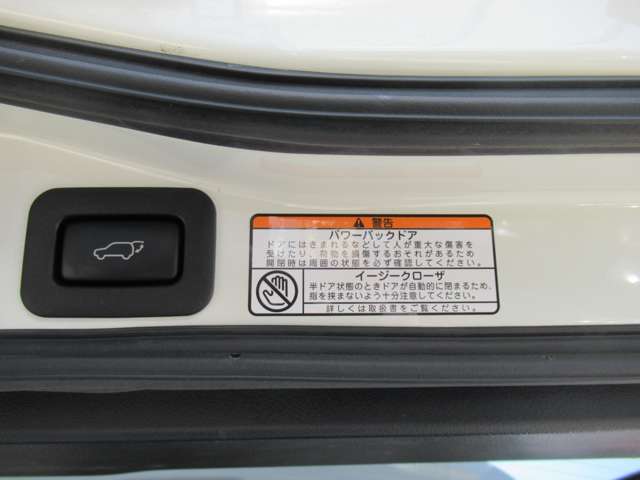 警告
パワーバックドア
ドアにはさまれるなどして人が重大な傷害を
受けたり、荷物を損傷するおそれがあるため
開閉時は周囲の状態を必ず確認してください。
イージークローザ
半ドア状態のときドアが自動的に閉まるため、
指を挟まないよう十分注意してください。
詳しくは取扱書をご覧ください。